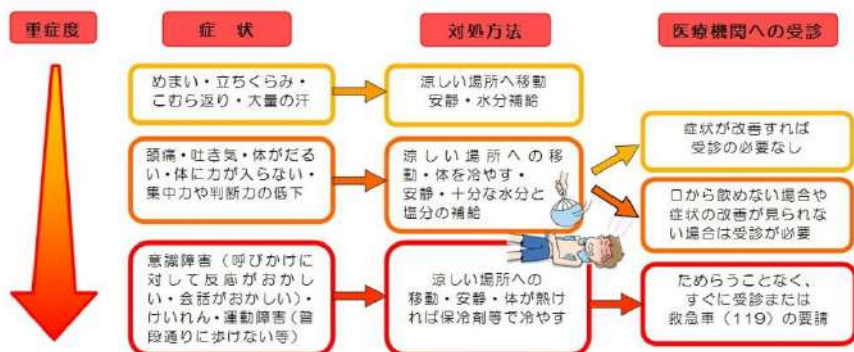 重症度
症 状
対処方法
医療機関への受診
めまい・立ちくらみ・
こむら返り・大量の汗
涼しい場所へ移動
安静・水分補給
症状が改善すれば
受診の必要なし
頭痛・吐き気・体がだる
い・体に力が入らない・
集中力や判断力の低下
涼しい場所への移
動・体を冷やす・
安静・十分な水分と
塩分の補給
口から飲めない場合や
症状の改善が見られな
い場合は受診が必要
意識障害（呼びかけに
対して反応がおかし
い・会話がおかしい）・
けいれん・運動障害（普
段通りに歩けない等）
涼しい場所への
移動・安静・体が熱け
れば保冷剤等で冷やす
ためらうことなく、
すぐに受診または
救急車（119）の要請